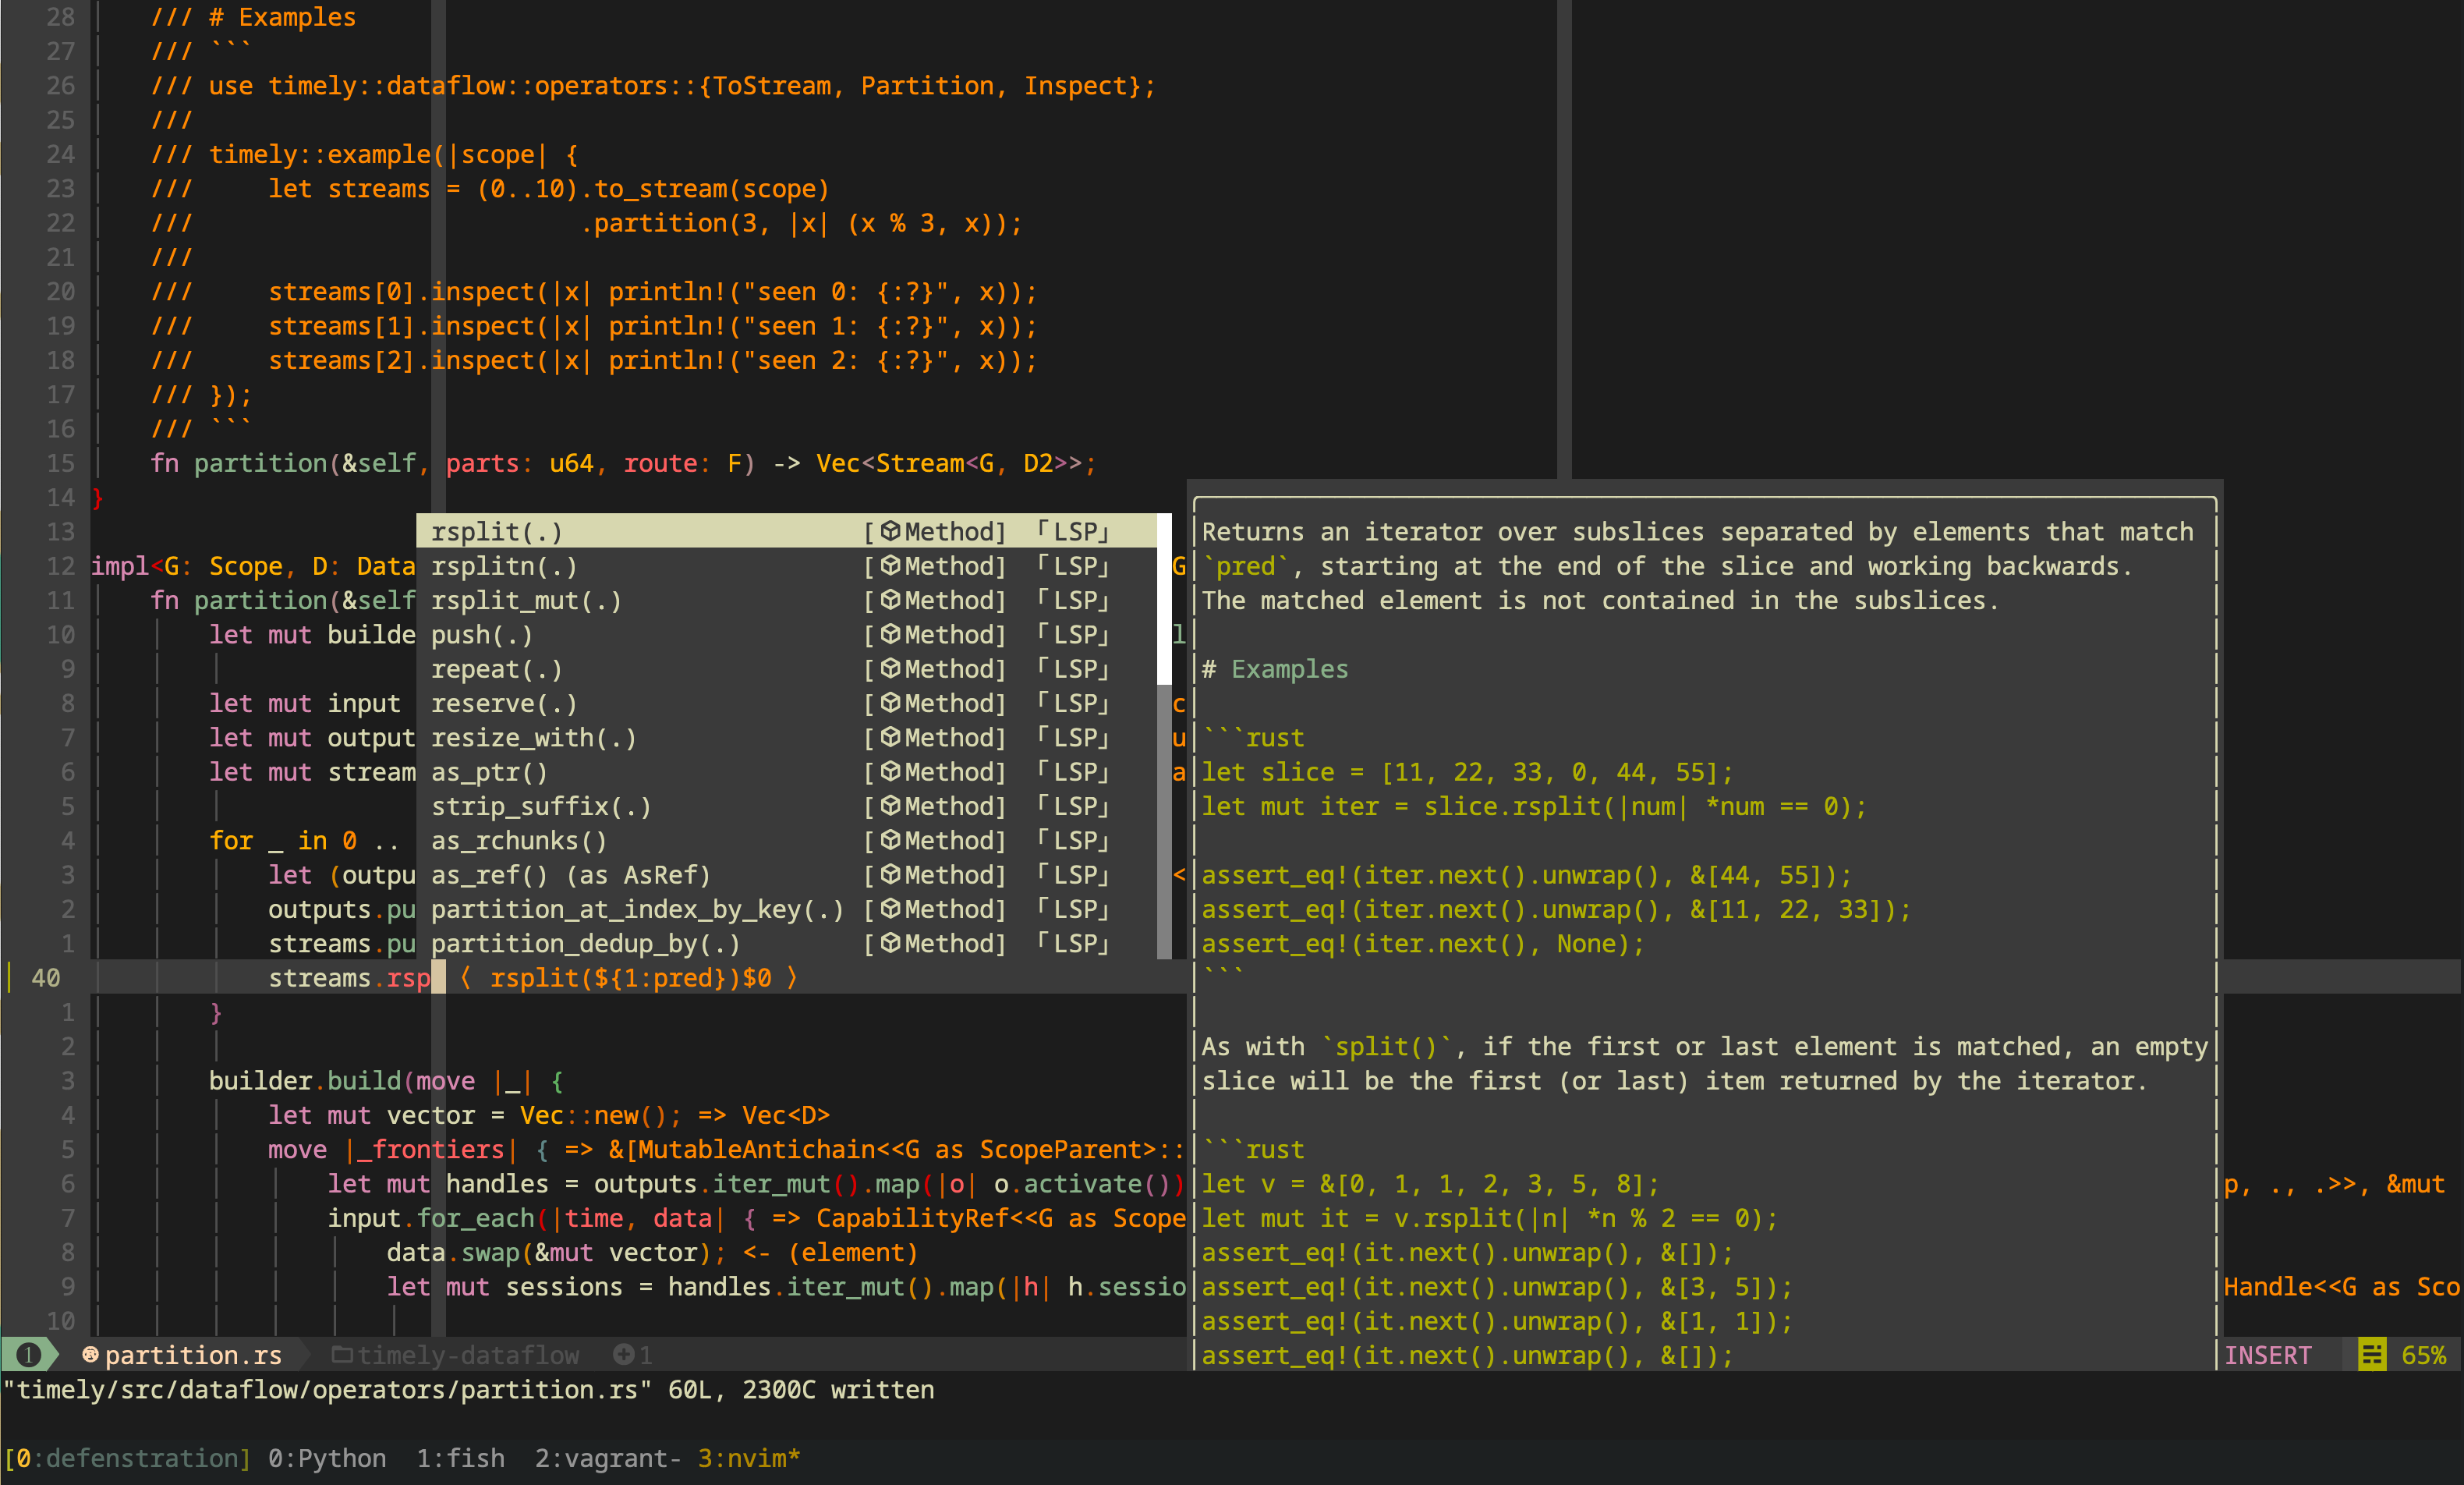 28 /// # Examples
27 /// ```
26 /// use timely::dataflow::operators::{ToStream, Partition, Inspect};
25 ///
24 /// timely::example(|scope| {
23 ///     let streams = (0..10).to_stream(scope)
22 ///                          .partition(3, |x| (x % 3, x));
21 ///
20 ///     streams[0].inspect(|x| println!("seen 0: {:?}", x));
19 ///     streams[1].inspect(|x| println!("seen 1: {:?}", x));
18 ///     streams[2].inspect(|x| println!("seen 2: {:?}", x));
17 /// });
16 /// ```
15 fn partition(&self, parts: u64, route: F) -> Vec<Stream<G, D2>>;
14 }
13
12 impl<G: Scope, D: Data
11 fn partition(&self
10 let mut builde
9
8 let mut input
7 let mut output
6 let mut stream
5
4 for _ in 0 ..
3 let (outpu
2 outputs.pu
1 streams.pu
40 streams.rsp 〈 rsplit(${1:pred})$0 〉
1 }
2
3 builder.build(move |_| {
4 let mut vector = Vec::new(); => Vec<D>
5 move |_frontiers| { => &[MutableAntichain<<G as ScopeParent>::
6 let mut handles = outputs.iter_mut().map(|o| o.activate()) p, ., .>>, &mut
7 input.for_each(|time, data| { => CapabilityRef<<G as Scope
8 data.swap(&mut vector); <- (element)
9 let mut sessions = handles.iter_mut().map(|h| h.sessio Handle<<G as Sco
10
rsplit(.) [Method] ｢LSP｣
rsplitn(.) [Method] ｢LSP｣ G
rsplit_mut(.) [Method] ｢LSP｣
push(.) [Method] ｢LSP｣ l
repeat(.) [Method] ｢LSP｣
reserve(.) [Method] ｢LSP｣ c
resize_with(.) [Method] ｢LSP｣ u
as_ptr() [Method] ｢LSP｣ a
strip_suffix(.) [Method] ｢LSP｣
as_rchunks() [Method] ｢LSP｣
as_ref() (as AsRef) [Method] ｢LSP｣ <
partition_at_index_by_key(.) [Method] ｢LSP｣
partition_dedup_by(.) [Method] ｢LSP｣
Returns an iterator over subslices separated by elements that match
`pred`, starting at the end of the slice and working backwards.
The matched element is not contained in the subslices.
# Examples
```rust
let slice = [11, 22, 33, 0, 44, 55];
let mut iter = slice.rsplit(|num| *num == 0);
assert_eq!(iter.next().unwrap(), &[44, 55]);
assert_eq!(iter.next().unwrap(), &[11, 22, 33]);
assert_eq!(iter.next(), None);
```
As with `split()`, if the first or last element is matched, an empty
slice will be the first (or last) item returned by the iterator.
```rust
let v = &[0, 1, 1, 2, 3, 5, 8];
let mut it = v.rsplit(|n| *n % 2 == 0);
assert_eq!(it.next().unwrap(), &[]);
assert_eq!(it.next().unwrap(), &[3, 5]);
assert_eq!(it.next().unwrap(), &[1, 1]);
assert_eq!(it.next().unwrap(), &[]);
1 partition.rs timely-dataflow 1 INSERT 65%
"timely/src/dataflow/operators/partition.rs" 60L, 2300C written
[0:defenstration] 0:Python 1:fish 2:vagrant- 3:nvim*